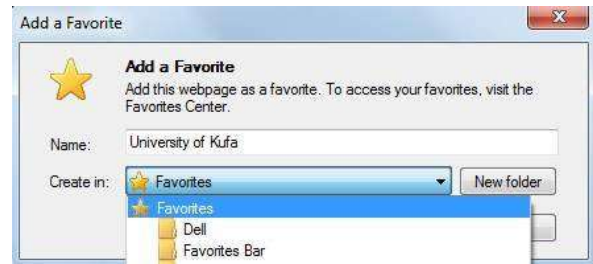 Add a Favorite
Add a Favorite
Add this webpage as a favorite. To access your favorites, visit the
Favorites Center.
Name: University of Kufa
Create in: Favorites New folder
Favorites
Dell
Favorites Bar